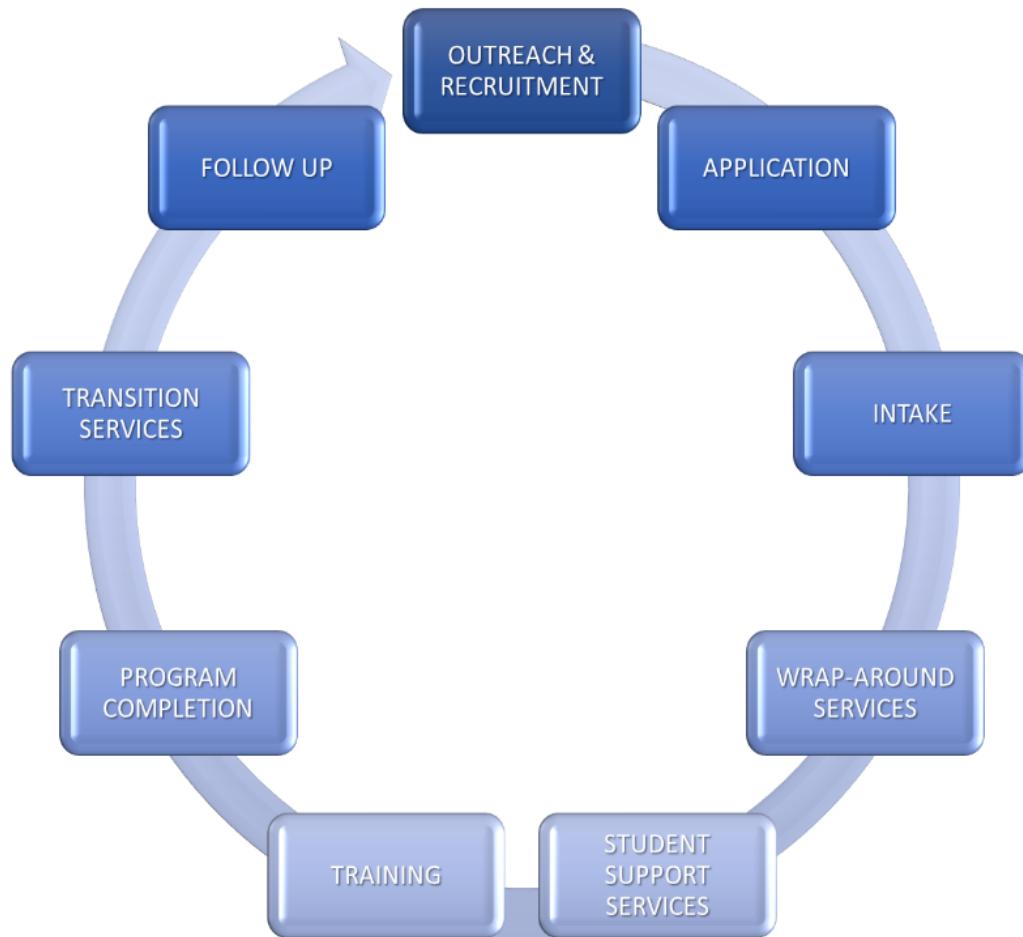 OUTREACH &
RECRUITMENT
APPLICATION
INTAKE
WRAP-AROUND
SERVICES
STUDENT
SUPPORT
SERVICES
TRAINING
PROGRAM
COMPLETION
TRANSITION
SERVICES
FOLLOW UP